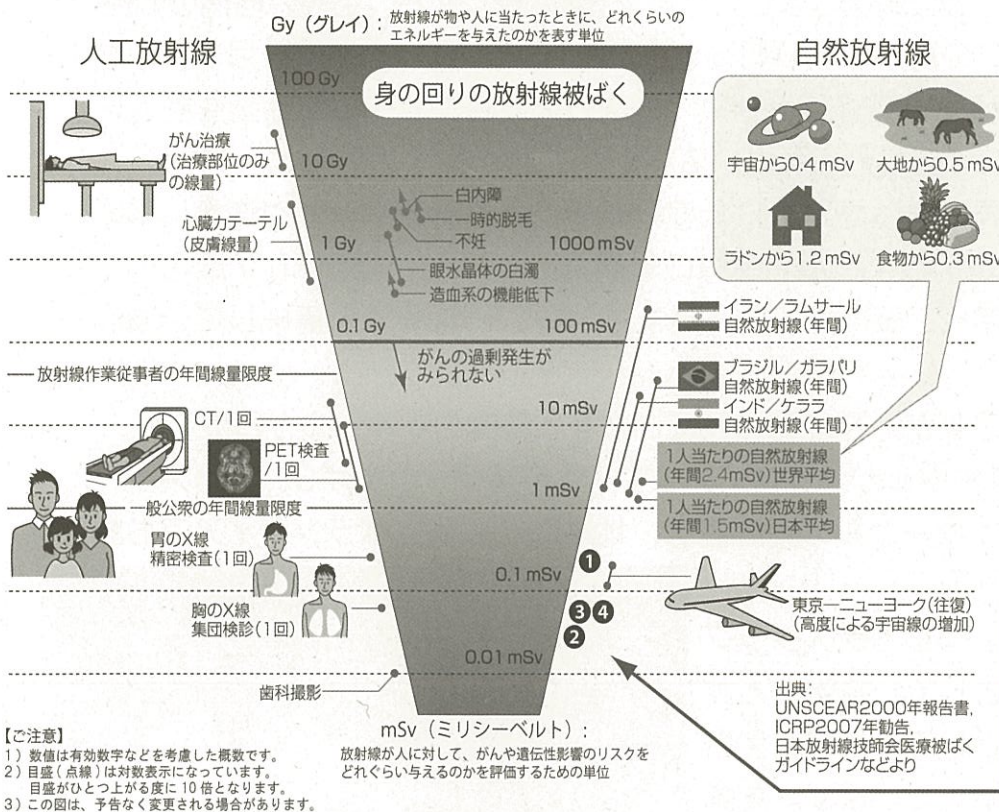 Gy（グレイ）：放射線が物や人に当たったときに、どれくらいの
エネルギーを与えたのかを表す単位
人工放射線
自然放射線
身の回りの放射線被ばく
100 Gy
10 Gy
1 Gy
1000 mSv
0.1 Gy
100 mSv
10 mSv
1 mSv
0.1 mSv
0.01 mSv
がん治療
（治療部位のみ
の線量）
心臓カテーテル
（皮膚線量）
白内障
一時的脱毛
不妊
眼水晶体の白濁
造血系の機能低下
がんの過剰発生が
みられない
放射線作業従事者の年間線量限度
CT/1回
PET検査
/1回
一般公衆の年間線量限度
胃のX線
精密検査（1回）
胸のX線
集団検診（1回）
歯科撮影
宇宙から0.4 mSv
大地から0.5 mSv
ラドンから1.2 mSv
食物から0.3 mSv
イラン／ラムサール
自然放射線（年間）
ブラジル／ガラパリ
自然放射線（年間）
インド／ケララ
自然放射線（年間）
1人当たりの自然放射線
（年間2.4mSv）世界平均
1人当たりの自然放射線
（年間1.5mSv）日本平均
❶
❸ ❹
❷
東京―ニューヨーク（往復）
（高度による宇宙線の増加）
出典：
UNSCEAR2000年報告書,
ICRP2007年勧告,
日本放射線技師会医療被ばく
ガイドラインなどより
mSv（ミリシーベルト）：
放射線が人に対して、がんや遺伝性影響のリスクを
どれぐらい与えるのかを評価するための単位
【ご注意】
1）数値は有効数字などを考慮した概数です。
2）目盛（点線）は対数表示になっています。
目盛がひとつ上がる度に10倍となります。
3）この図は、予告なく変更される場合があります。